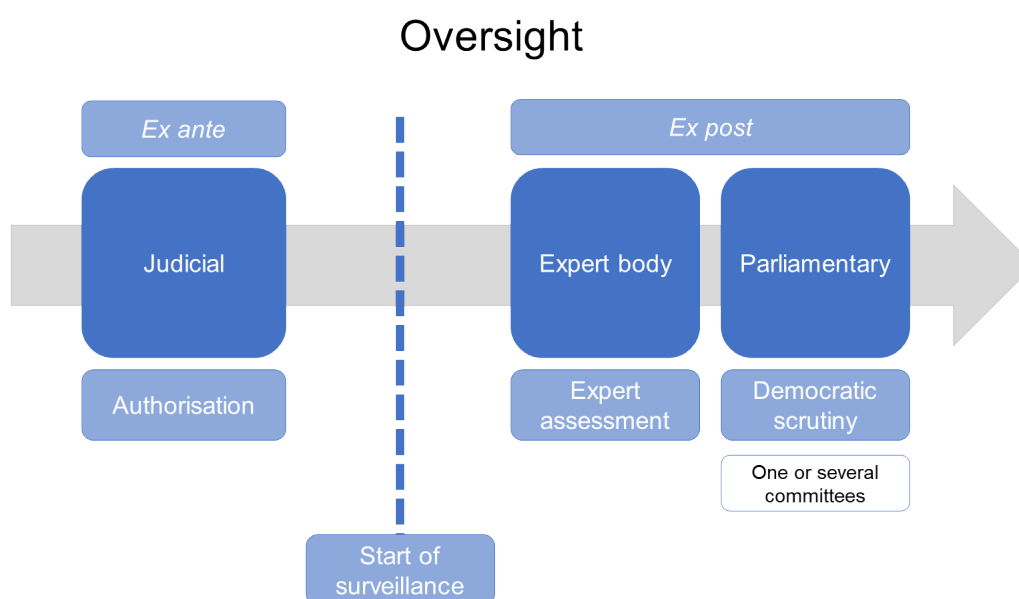 Oversight
Ex ante
Ex post
Judicial
Expert body
Parliamentary
Authorisation
Expert
assessment
Democratic
scrutiny
One or several
committees
Start of
surveillance